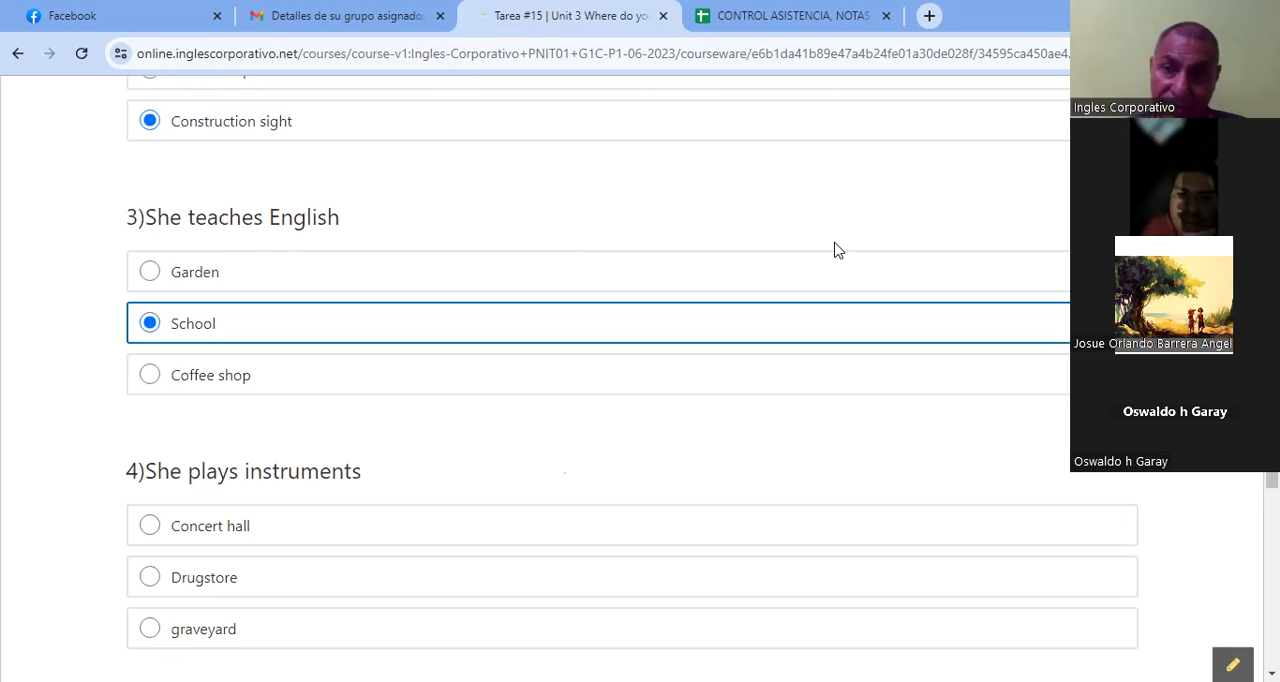 Facebook
Detalles de su grupo asignado
Tarea #15 | Unit 3 Where do yo
CONTROL ASISTENCIA, NOTAS
online.inglescorporativo.net/courses/course-v1:Ingles-Corporativo+PNIT01+G1C-P1-06-2023/courseware/e6b1da41b89e47a4b24fe01a30de028f/34595ca450ae4
Construction sight
3)She teaches English
Garden
School
Coffee shop
4)She plays instruments
Concert hall
Drugstore
graveyard
Ingles Corporativo
Josue Orlando Barrera Angel
Oswaldo h Garay
Oswaldo h Garay